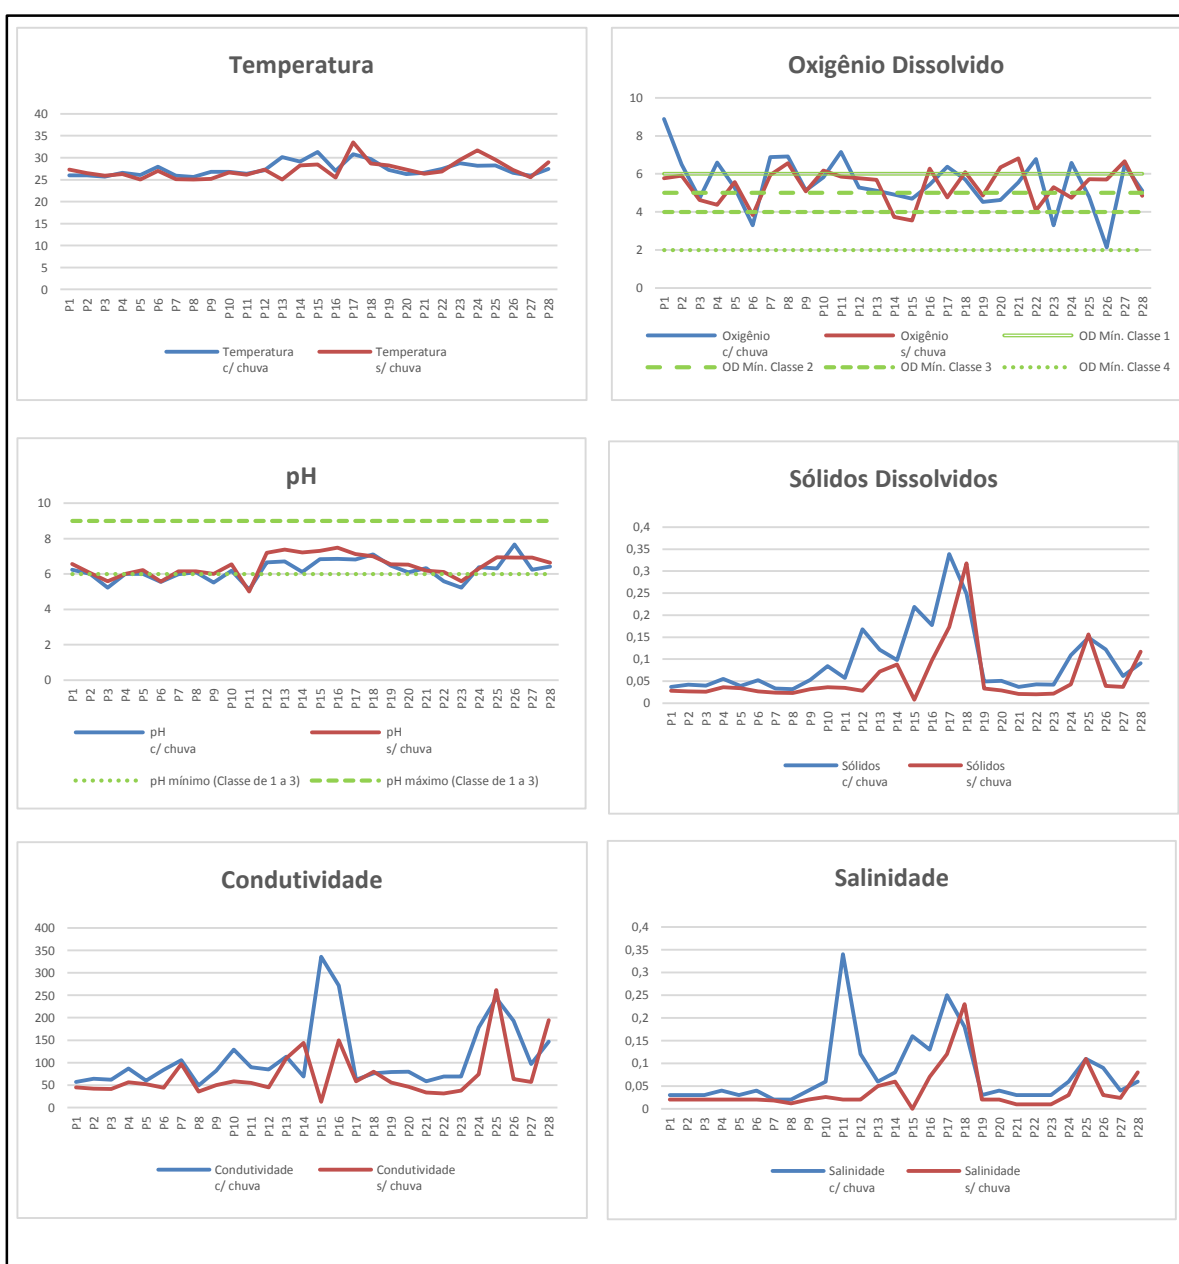 Temperatura
40
35
30
25
20
15
10
5
0
P1 P2 P3 P4 P5 P6 P7 P8 P9 P10 P11 P12 P13 P14 P15 P16 P17 P18 P19 P20 P21 P22 P23 P24 P25 P26 P27 P28
Temperatura c/ chuva
Temperatura s/ chuva
Oxigênio Dissolvido
10
8
6
4
2
0
P1 P2 P3 P4 P5 P6 P7 P8 P9 P10 P11 P12 P13 P14 P15 P16 P17 P18 P19 P20 P21 P22 P23 P24 P25 P26 P27 P28
Oxigênio c/ chuva
Oxigênio s/ chuva
OD Mín. Classe 1
OD Mín. Classe 2
OD Mín. Classe 3
OD Mín. Classe 4
pH
10
8
6
4
2
0
P1 P2 P3 P4 P5 P6 P7 P8 P9 P10 P11 P12 P13 P14 P15 P16 P17 P18 P19 P20 P21 P22 P23 P24 P25 P26 P27 P28
pH c/ chuva
pH s/ chuva
pH mínimo (Classe de 1 a 3)
pH máximo (Classe de 1 a 3)
Sólidos Dissolvidos
0,4
0,35
0,3
0,25
0,2
0,15
0,1
0,05
0
P1 P2 P3 P4 P5 P6 P7 P8 P9 P10 P11 P12 P13 P14 P15 P16 P17 P18 P19 P20 P21 P22 P23 P24 P25 P26 P27 P28
Sólidos c/ chuva
Sólidos s/ chuva
Condutividade
400
350
300
250
200
150
100
50
0
P1 P2 P3 P4 P5 P6 P7 P8 P9 P10 P11 P12 P13 P14 P15 P16 P17 P18 P19 P20 P21 P22 P23 P24 P25 P26 P27 P28
Condutividade c/ chuva
Condutividade s/ chuva
Salinidade
0,4
0,35
0,3
0,25
0,2
0,15
0,1
0,05
0
P1 P2 P3 P4 P5 P6 P7 P8 P9 P10 P11 P12 P13 P14 P15 P16 P17 P18 P19 P20 P21 P22 P23 P24 P25 P26 P27 P28
Salinidade c/ chuva
Salinidade s/ chuva